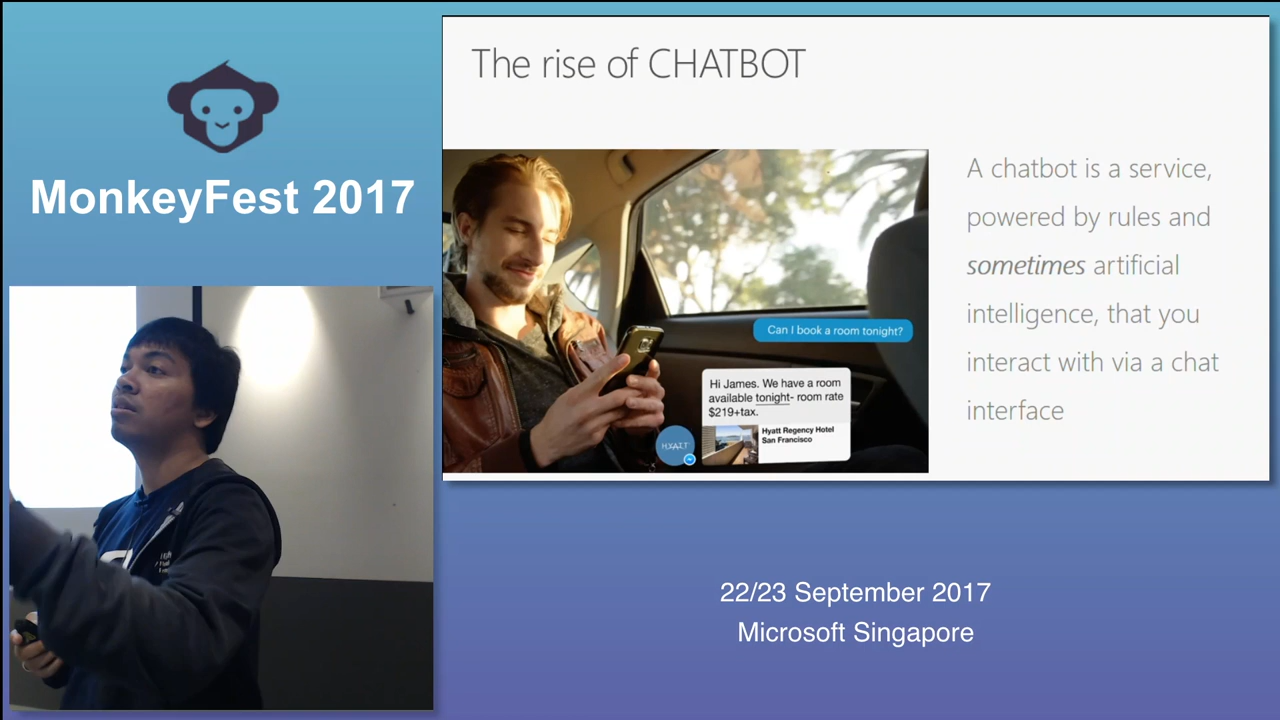 MonkeyFest 2017
The rise of CHATBOT
Can I book a room tonight?
Hi James. We have a room
available tonight- room rate
$219+tax.
HYATT
Hyatt Regency Hotel
San Francisco
A chatbot is a service,
powered by rules and
sometimes artificial
intelligence, that you
interact with via a chat
interface
22/23 September 2017
Microsoft Singapore